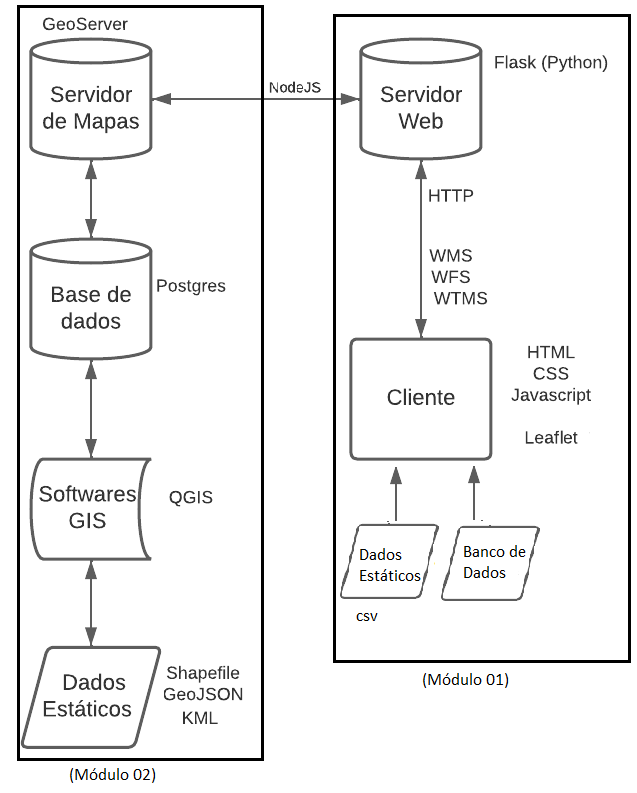 GeoServer
Servidor
de Mapas
NodeJS
Servidor
Web
Flask (Python)
HTTP
WMS
WFS
WTMS
Base de
dados
Postgres
Cliente
HTML
CSS
Javascript
Leaflet
Softwares
GIS
QGIS
Dados
Estáticos
csv
Banco de
Dados
Dados
Estáticos
Shapefile
GeoJSON
KML
(Módulo 01)
(Módulo 02)